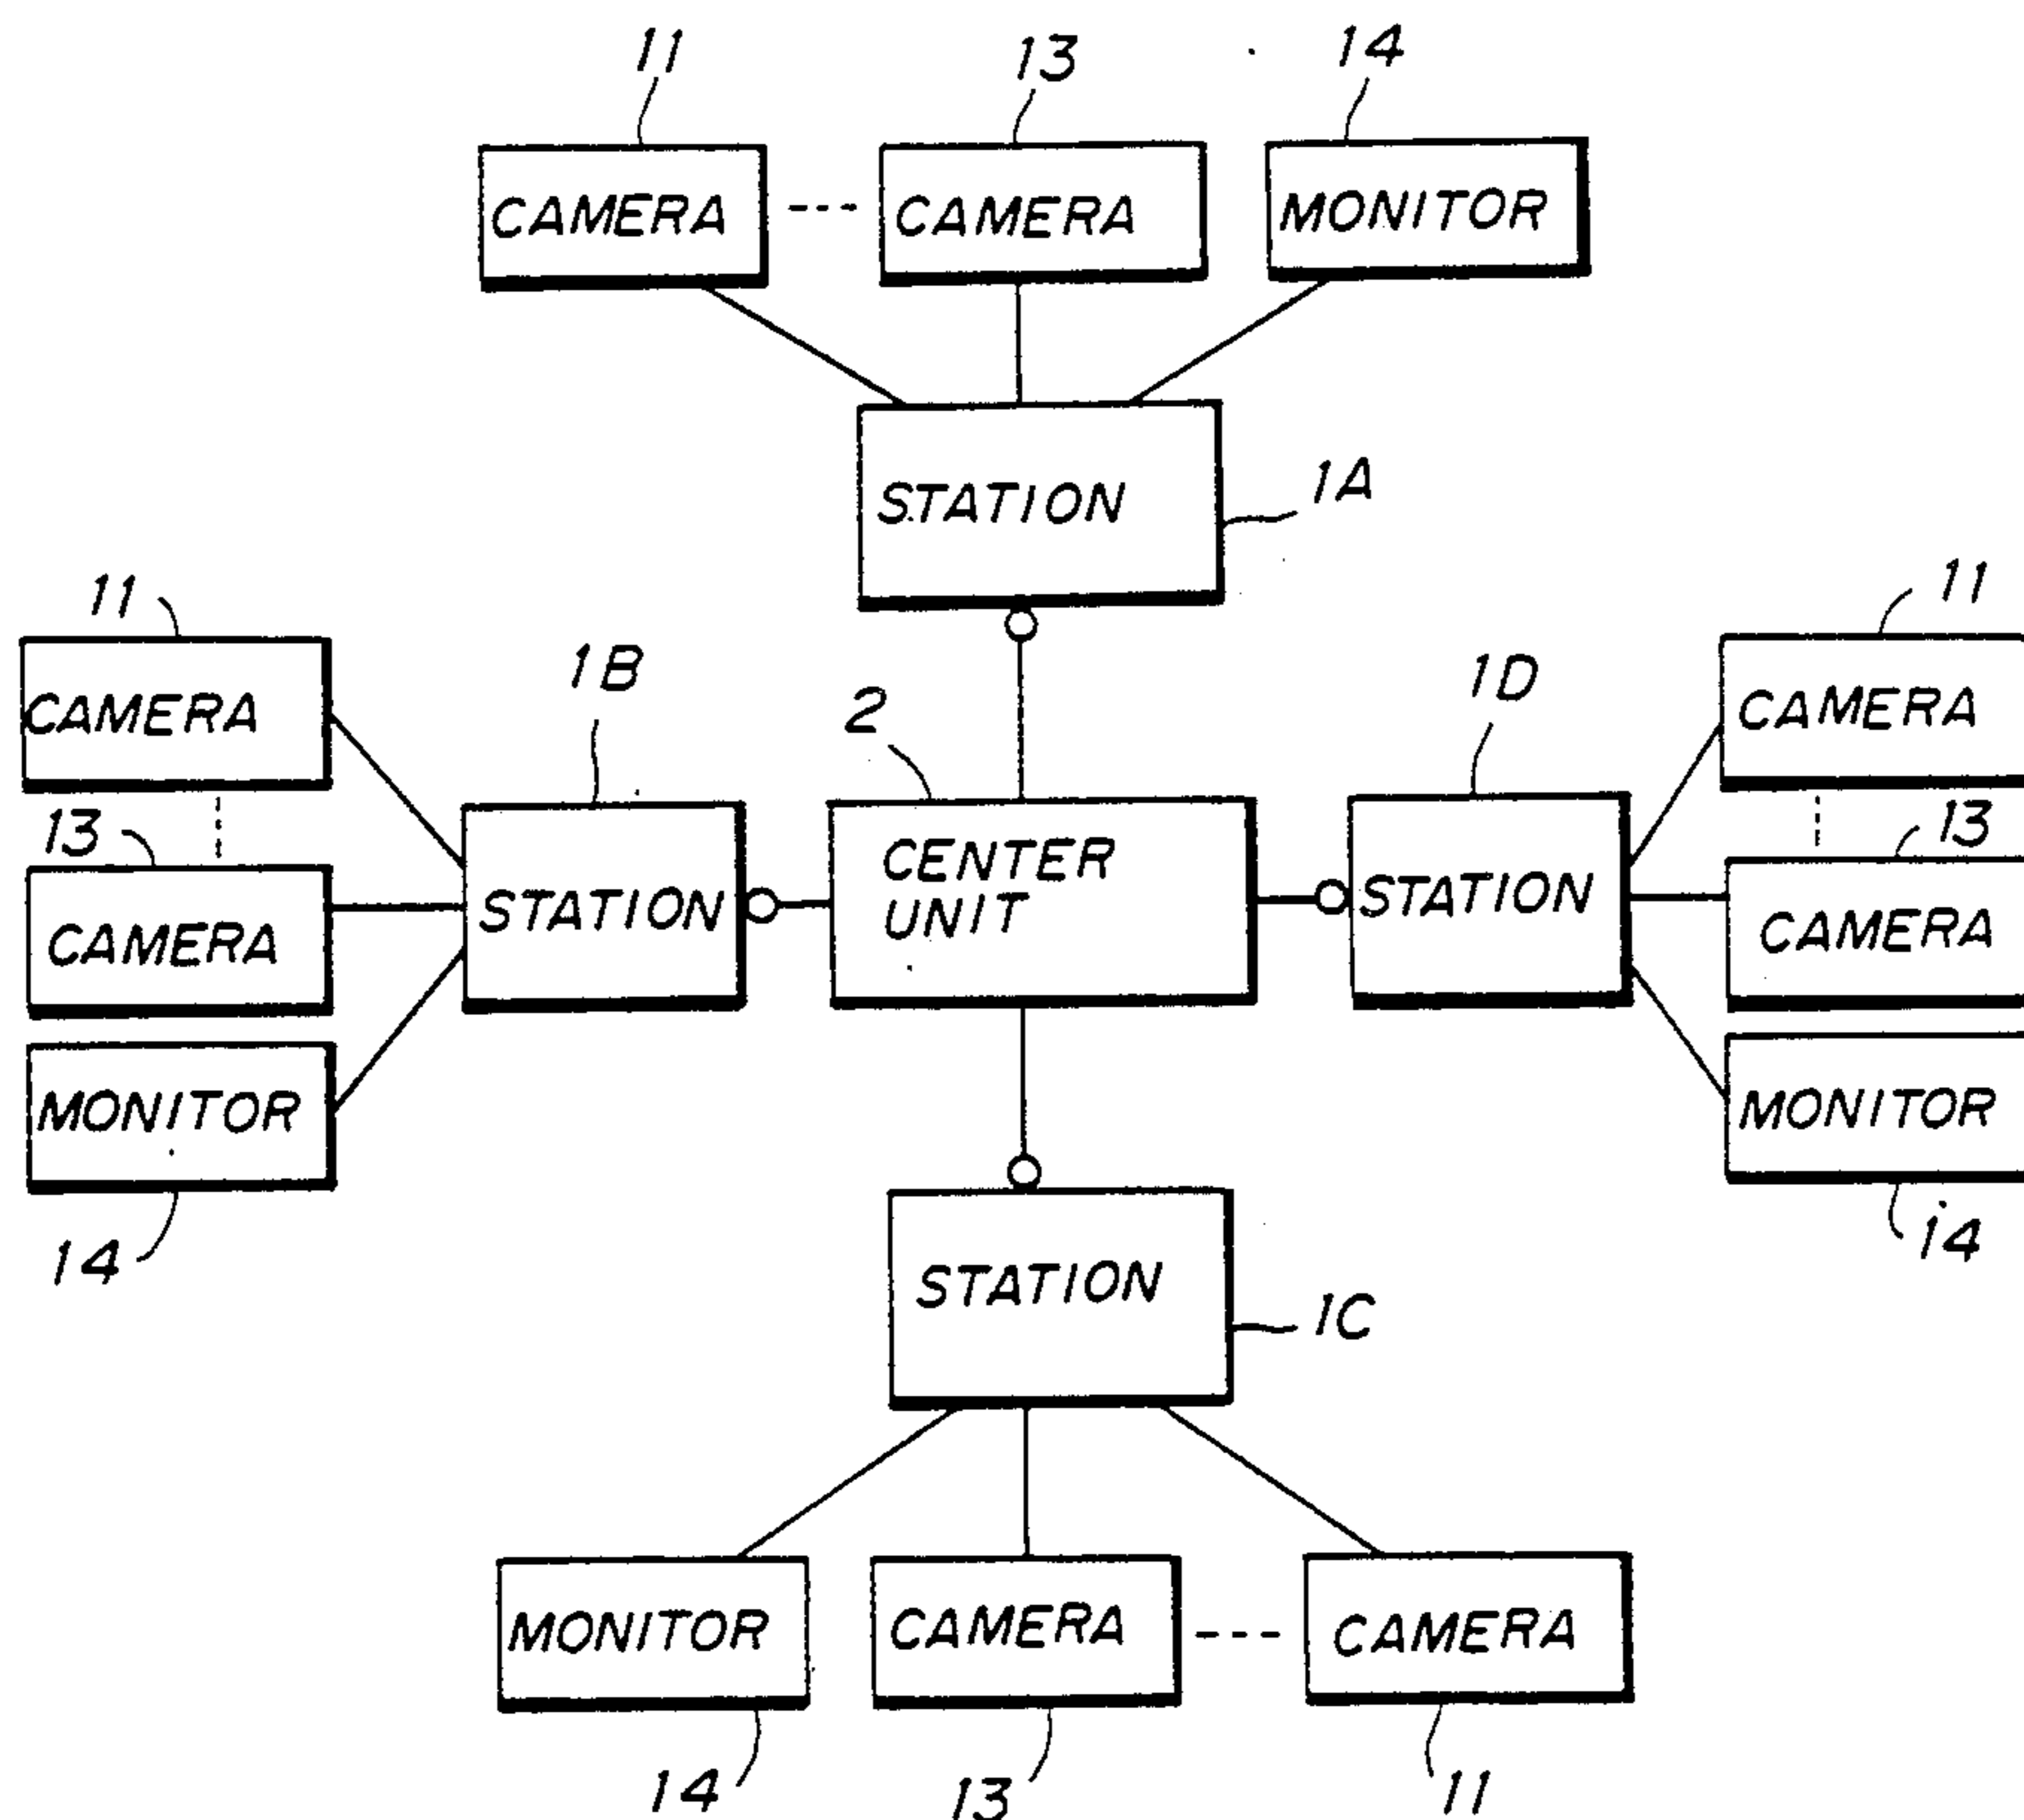 11 13 14
CAMERA CAMERA MONITOR
STATION
1A
11
1B
1D
11
CAMERA
2
CAMERA
13
CENTER
UNIT
13
STATION
STATION
CAMERA
CAMERA
MONITOR
MONITOR
14
14
STATION
1C
MONITOR CAMERA CAMERA
14 13 11